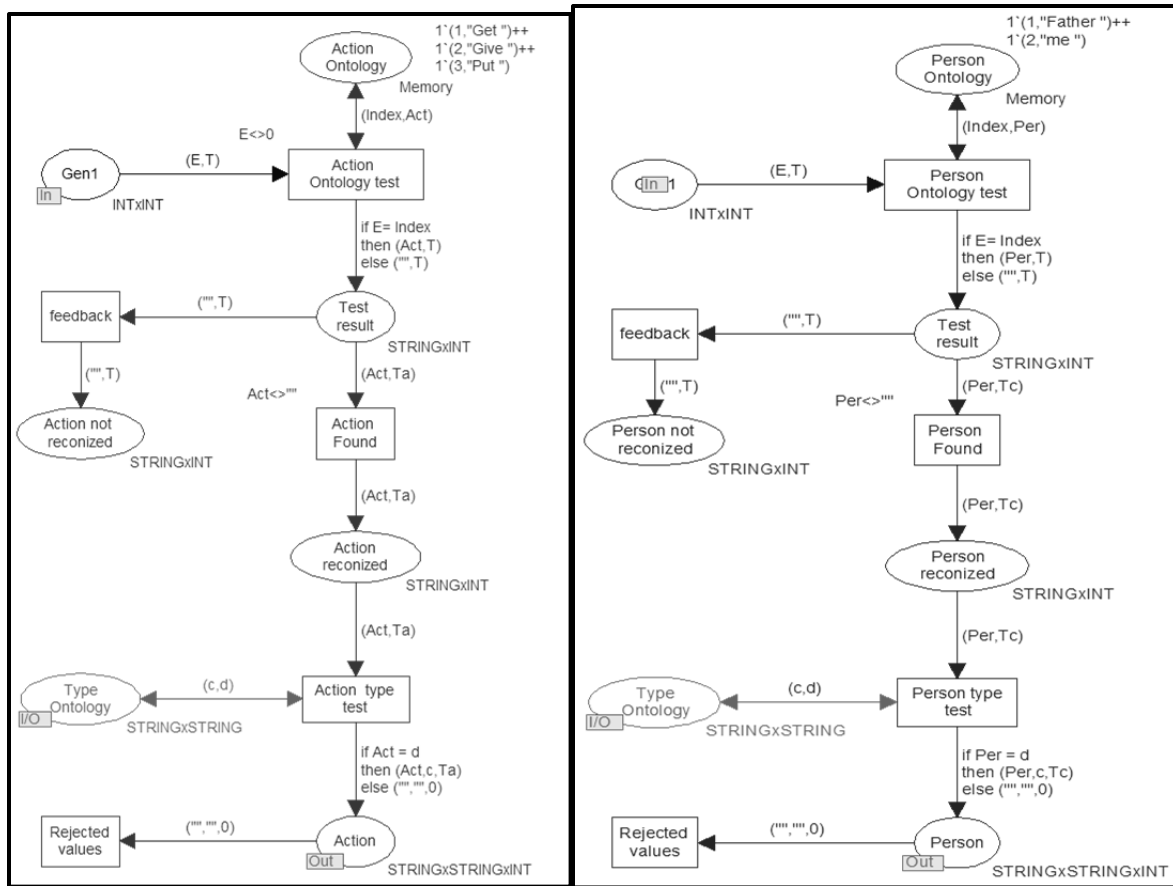 Action
Ontology
1`(1,"Get ")++
1`(2,"Give ")++
1`(3,"Put ")
Memory
(Index,Act)
E<>0
Gen1
In
(E,T)
INTxINT
Action
Ontology test
if E= Index
then (Act,T)
else ("",T)
feedback
("",T)
Test
result
STRINGxINT
("",T)
(Act,Ta)
Act<>""
Action not
reconized
STRINGxINT
Action
Found
(Act,Ta)
Action
reconized
STRINGxINT
(Act,Ta)
Type
Ontology
I/O
STRINGxSTRING
(c,d)
Action type
test
if Act = d
then (Act,c,Ta)
else ("","",0)
Rejected
values
("","",0)
Action
Out
STRINGxSTRINGxINT
Person
Ontology
1`(1,"Father ")++
1`(2,"me ")
Memory
(Index,Per)
In
1
(E,T)
INTxINT
Person
Ontology test
if E= Index
then (Per,T)
else ("",T)
feedback
("",T)
Test
result
STRINGxINT
("",T)
(Per,Tc)
Per<>""
Person not
reconized
STRINGxINT
Person
Found
(Per,Tc)
Person
reconized
STRINGxINT
(Per,Tc)
Type
Ontology
I/O
STRINGxSTRING
(c,d)
Person type
test
if Per = d
then (Per,c,Tc)
else ("","",0)
Rejected
values
("","",0)
Person
Out
STRINGxSTRINGxINT